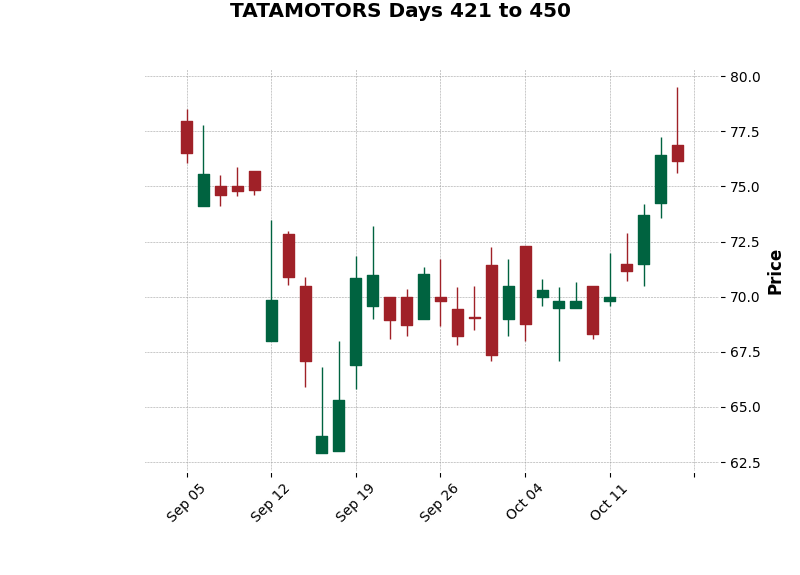 TATAMOTORS Days 421 to 450
80.0
77.5
75.0
72.5
70.0
67.5
65.0
62.5
Price
Sep 05
Sep 12
Sep 19
Sep 26
Oct 04
Oct 11